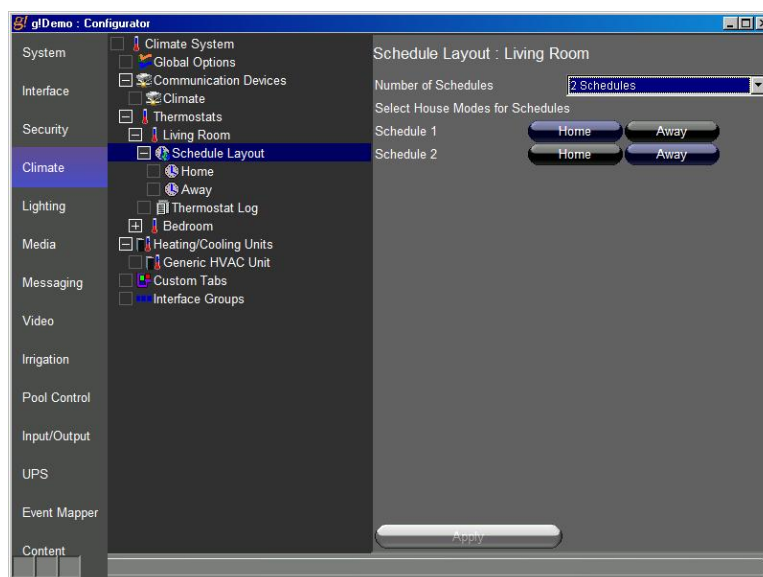 g! g!Demo : Configurator
System
Interface
Security
Climate
Lighting
Media
Messaging
Video
Irrigation
Pool Control
Input/Output
UPS
Event Mapper
Content
Climate System
Global Options
Communication Devices
Climate
Thermostats
Living Room
Schedule Layout
Home
Away
Thermostat Log
Bedroom
Heating/Cooling Units
Generic HVAC Unit
Custom Tabs
Interface Groups
Schedule Layout : Living Room
Number of Schedules 2 Schedules
Select House Modes for Schedules
Schedule 1 Home Away
Schedule 2 Home Away
Apply